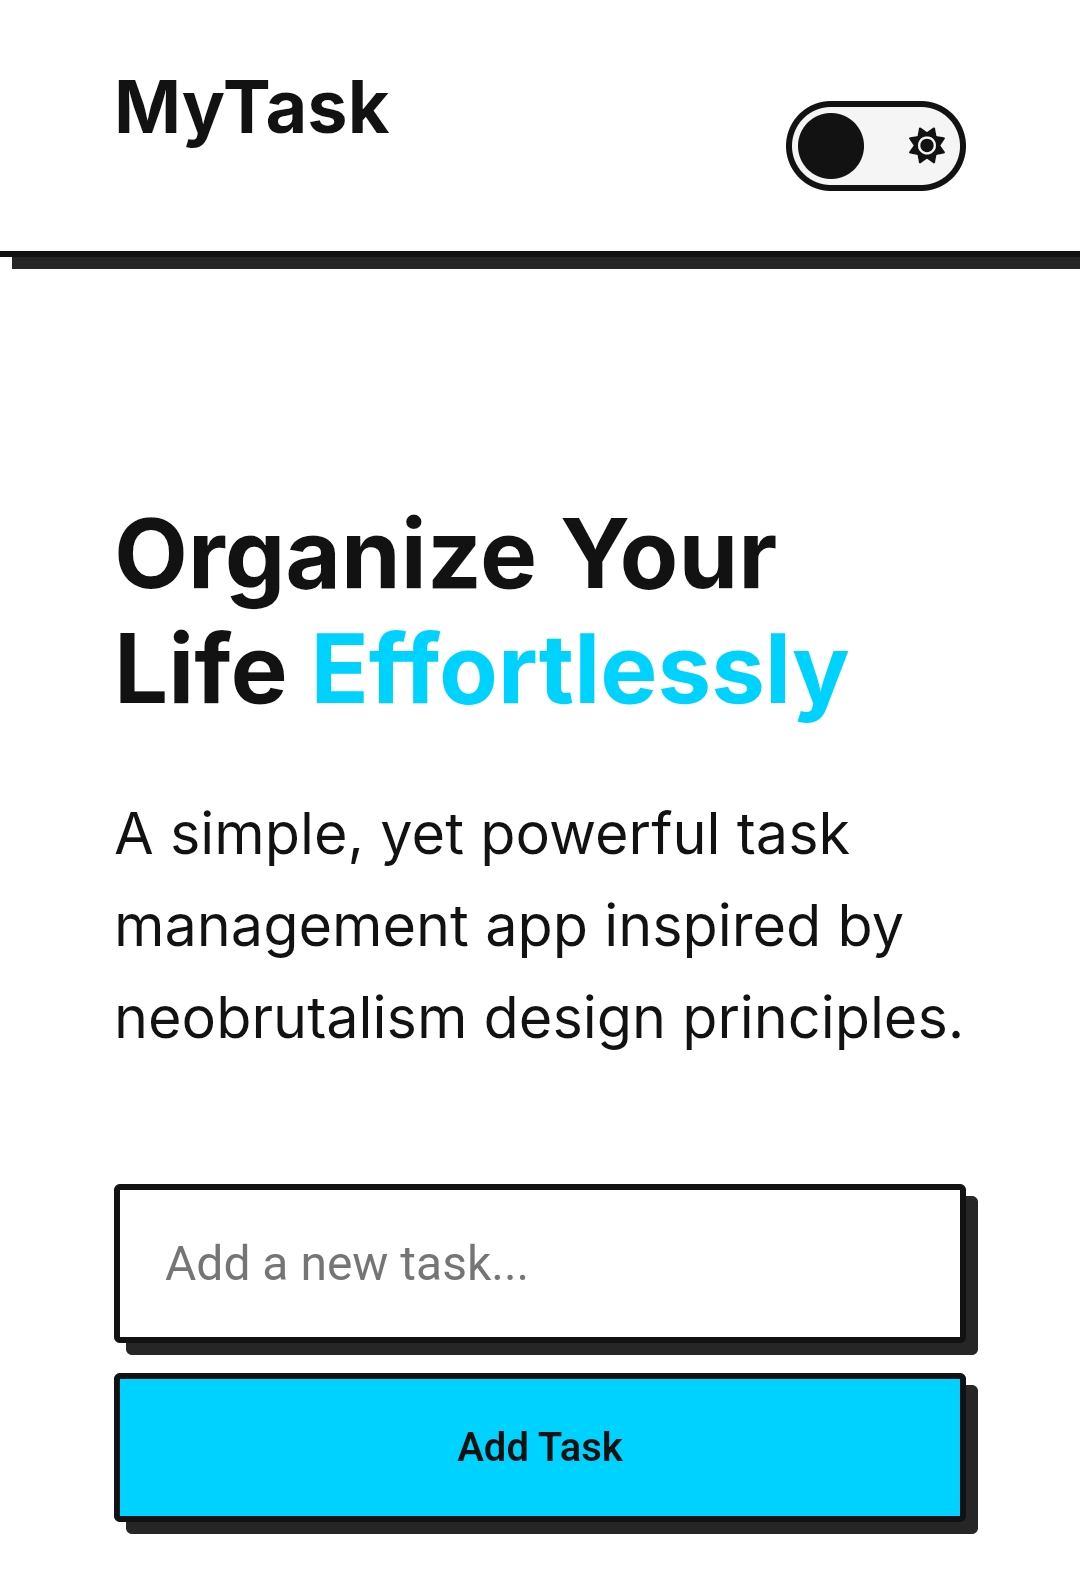 MyTask
Organize Your
Life Effortlessly
A simple, yet powerful task
management app inspired by
neobrutalism design principles.
Add a new task...
Add Task